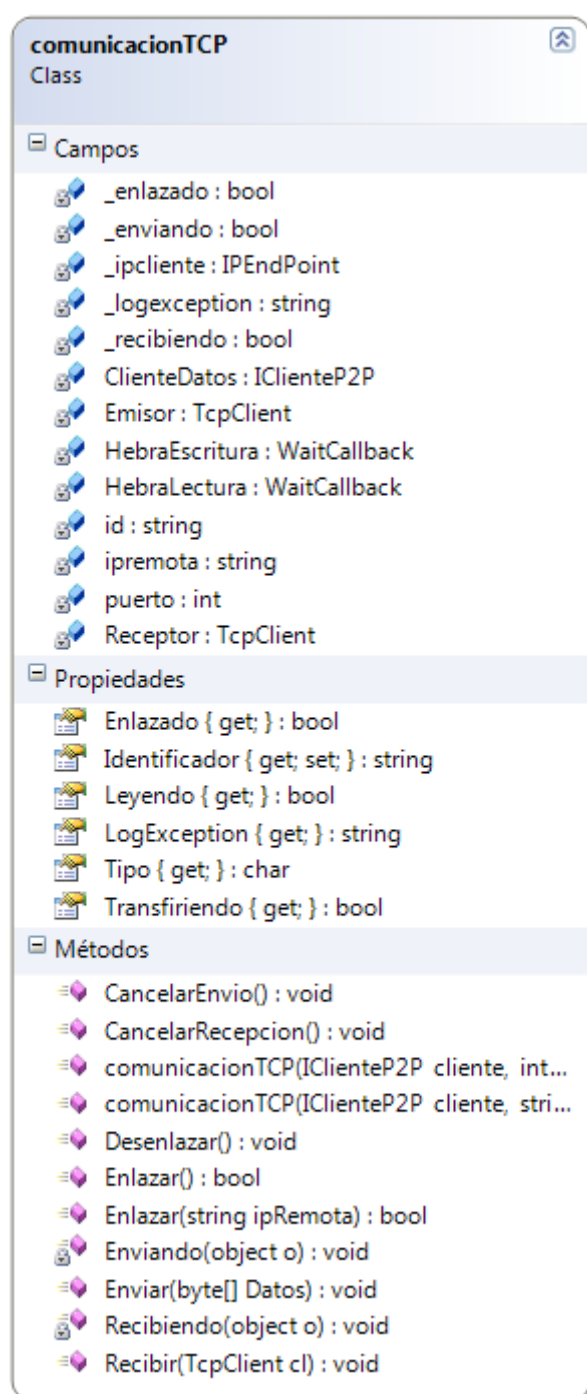 comunicacionTCP
Class
Campos
_enlazado : bool
_enviando : bool
_ipcliente : IPEndPoint
_logexception : string
_recibiendo : bool
ClienteDatos : IClienteP2P
Emisor : TcpClient
HebraEscritura : WaitCallback
HebraLectura : WaitCallback
id : string
ipremota : string
puerto : int
Receptor : TcpClient
Propiedades
Enlazado { get; } : bool
Identificador { get; set; } : string
Leyendo { get; } : bool
LogException { get; } : string
Tipo { get; } : char
Transfiriendo { get; } : bool
Métodos
CancelarEnvio() : void
CancelarRecepcion() : void
comunicacionTCP(IClienteP2P cliente, int...
comunicacionTCP(IClienteP2P cliente, stri...
Desenlazar() : void
Enlazar() : bool
Enlazar(string ipRemota) : bool
Enviando(object o) : void
Enviar(byte[] Datos) : void
Recibiendo(object o) : void
Recibir(TcpClient cl) : void